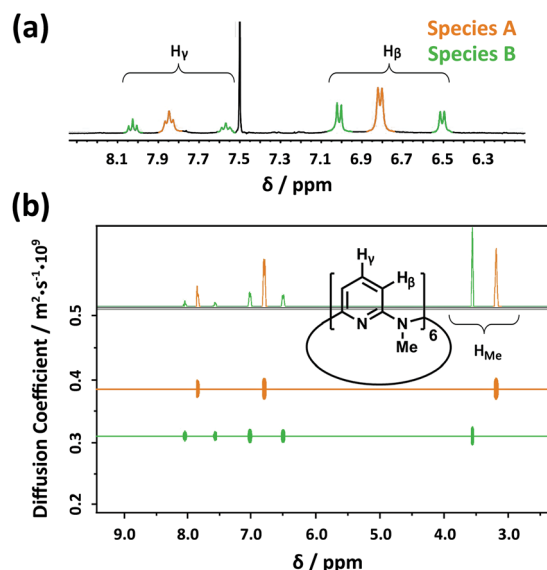 (a)
Species A
Species B
Hγ
Hβ
8.1 7.9 7.7 7.5 7.3 7.1 6.9 6.7 6.5 6.3
δ / ppm
(b)
Diffusion Coefficient / m²·s⁻¹·10⁹
0.5
0.4
0.3
0.2
Hγ
Hβ
N
N
Me
6
HMe
9.0 8.0 7.0 6.0 5.0 4.0 3.0
δ / ppm